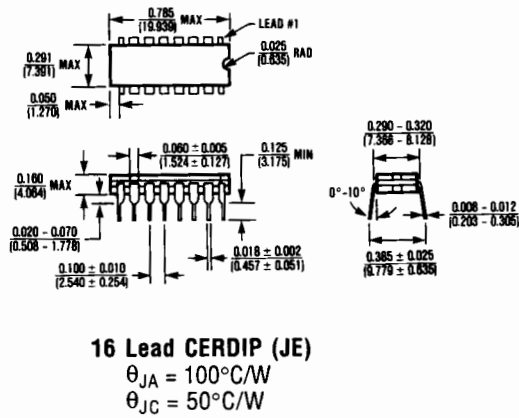 0.785
(19.939) MAX
LEAD #1
0.291
(7.391) MAX
0.025
(0.635) RAD
0.050
(1.270) MAX
0.060 ± 0.005
(1.524 ± 0.127)
0.125
(3.175) MIN
0.160
(4.064) MAX
0.020 - 0.070
(0.508 - 1.778)
0.018 ± 0.002
(0.457 ± 0.051)
0.100 ± 0.010
(2.540 ± 0.254)
0.290 - 0.320
(7.366 - 8.128)
0°-10°
0.008 - 0.012
(0.203 - 0.305)
0.385 ± 0.025
(9.779 ± 0.635)
16 Lead CERDIP (JE)
θJA = 100°C/W
θJC = 50°C/W